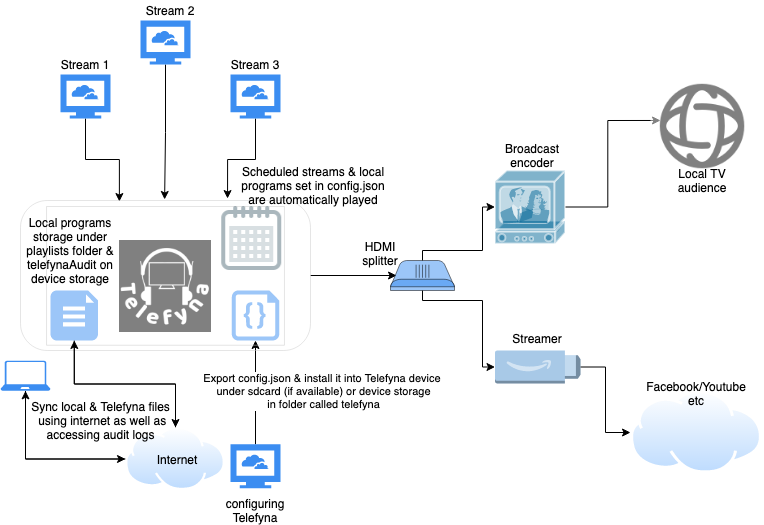 Stream 2
Stream 1
Stream 3
Scheduled streams & local
programs set in config.json
are automatically played
Local programs
storage under
playlists folder &
telefynaAudit on
device storage
Telefyna
{}
HDMI
splitter
Broadcast
encoder
Local TV
audience
Streamer
Facebook/Youtube
etc
Export config.json & install it into Telefyna device
under sdcard (if available) or device storage
in folder called telefyna
Sync local & Telefyna files
using internet as well as
accessing audit logs
Internet
configuring
Telefyna